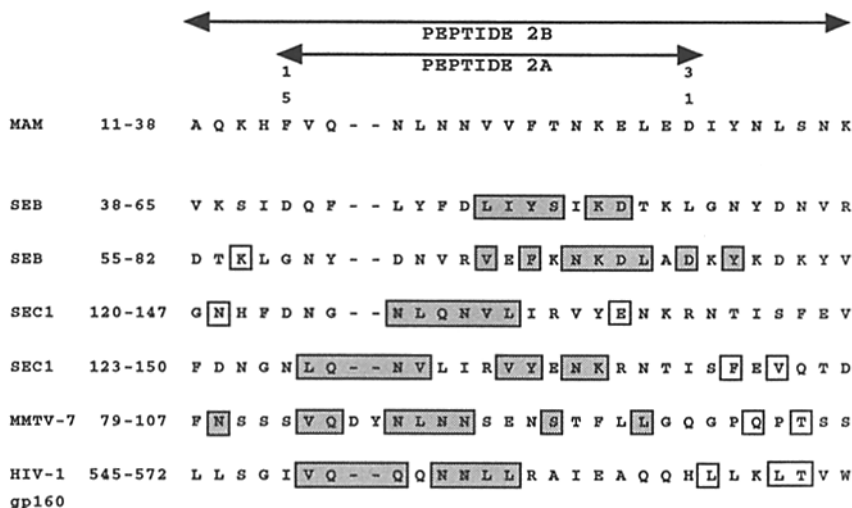 PEPTIDE 2B
PEPTIDE 2A
1 3
5 1
MAM 11-38 A Q K H F V Q - - N L N N V V F T N K E L E D I Y N L S N K
SEB 38-65 V K S I D Q F - - L Y F D L I Y S I K D T K L G N Y D N V R
SEB 55-82 D T K L G N Y - - D N V R V E F K N K D L A D K Y K D K Y V
SEC1 120-147 G N H F D N G - - N L Q N V L I R V Y E N K R N T I S F E V
SEC1 123-150 F D N G N L Q - - N V L I R V Y E N K R N T I S F E V Q T D
MMTV-7 79-107 F N S S S V Q D Y N L N N S E N S T F L L G Q G P Q P T S S
HIV-1 545-572 L L S G I V Q - - Q Q N N L L R A I E A Q Q H L L K L T V W
gp160